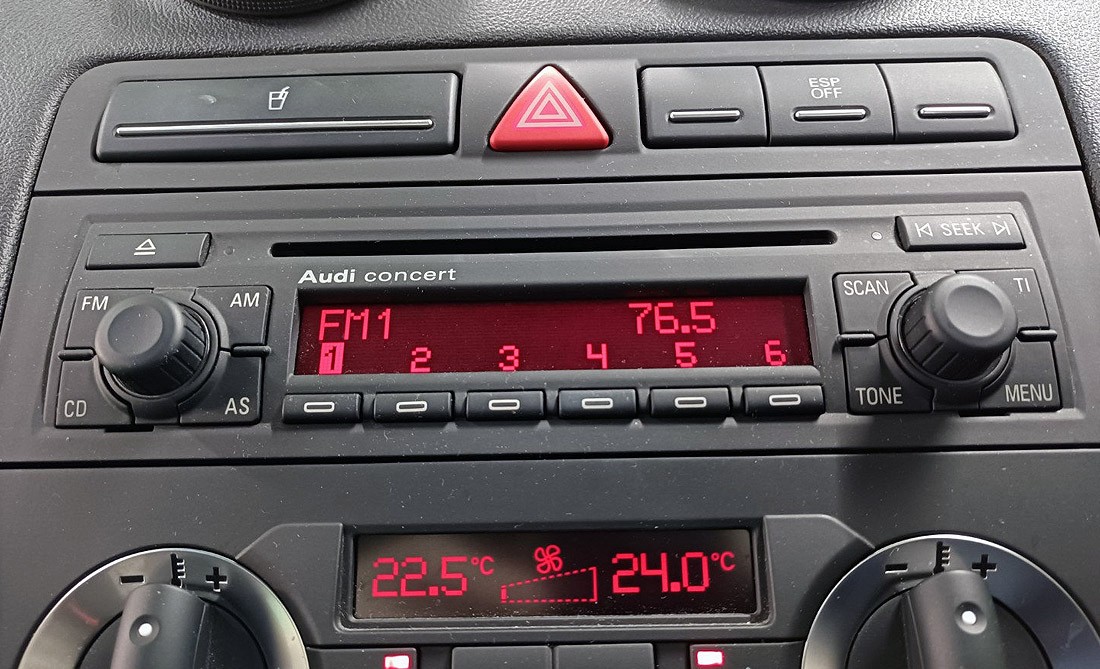 ESP
OFF
SEEK
Audi concert
FM
AM
SCAN
TI
FM1
76.5
1 2 3 4 5 6
CD
AS
TONE
MENU
22.5°C
24.0°C
- +
- +